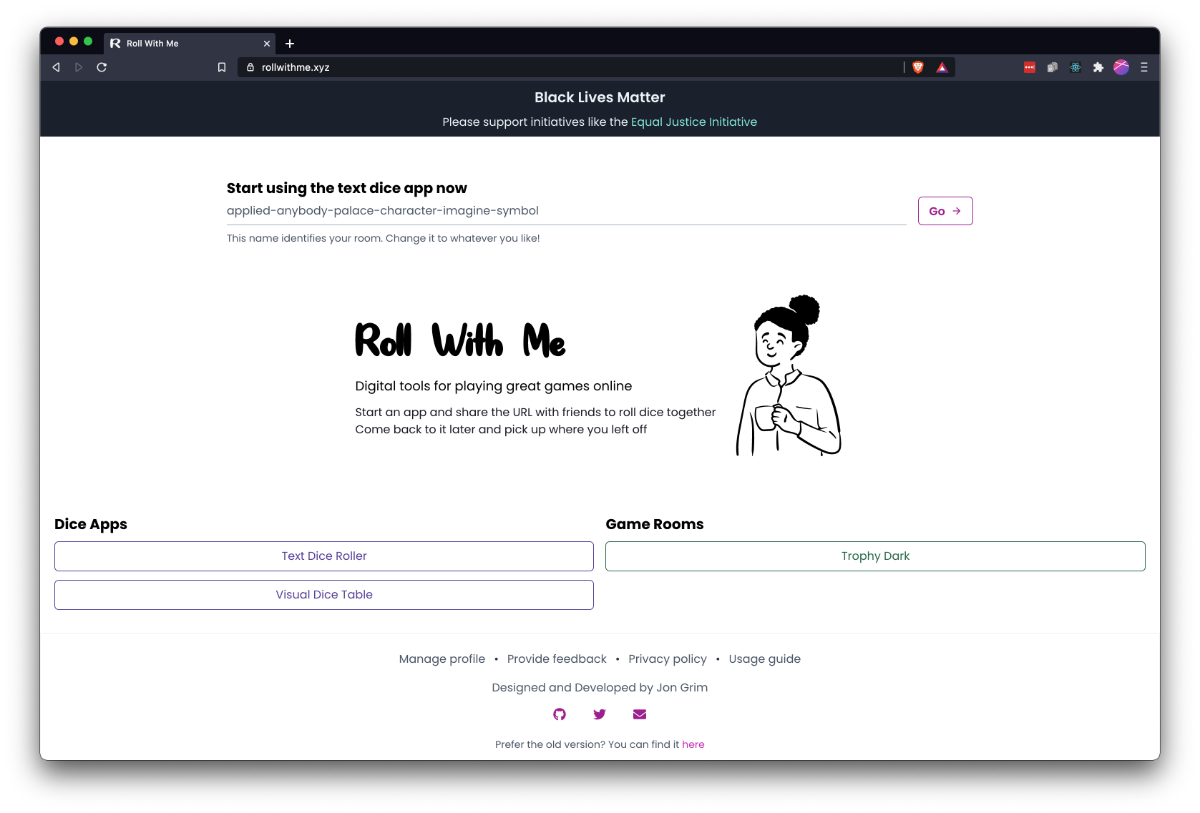 Roll With Me
rollwithme.xyz
Black Lives Matter
Please support initiatives like the Equal Justice Initiative
Start using the text dice app now
applied-anybody-palace-character-imagine-symbol
Go →
This name identifies your room. Change it to whatever you like!
Roll With Me
Digital tools for playing great games online
Start an app and share the URL with friends to roll dice together
Come back to it later and pick up where you left off
Dice Apps
Game Rooms
Text Dice Roller
Trophy Dark
Visual Dice Table
Manage profile • Provide feedback • Privacy policy • Usage guide
Designed and Developed by Jon Grim
Prefer the old version? You can find it here